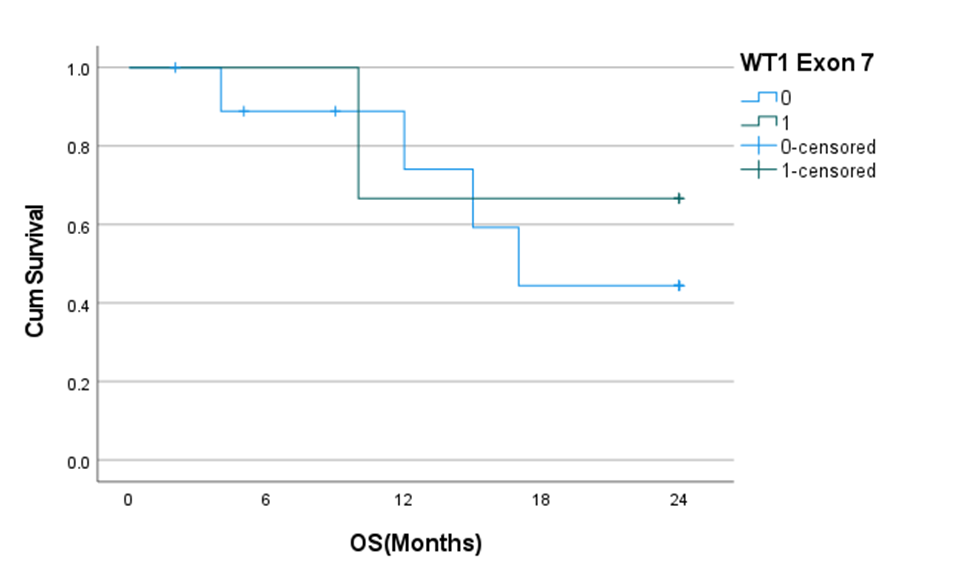 WT1 Exon 7
0
1
0-censored
1-censored
1.0
0.8
0.6
0.4
0.2
0.0
Cum Survival
0 6 12 18 24
OS(Months)